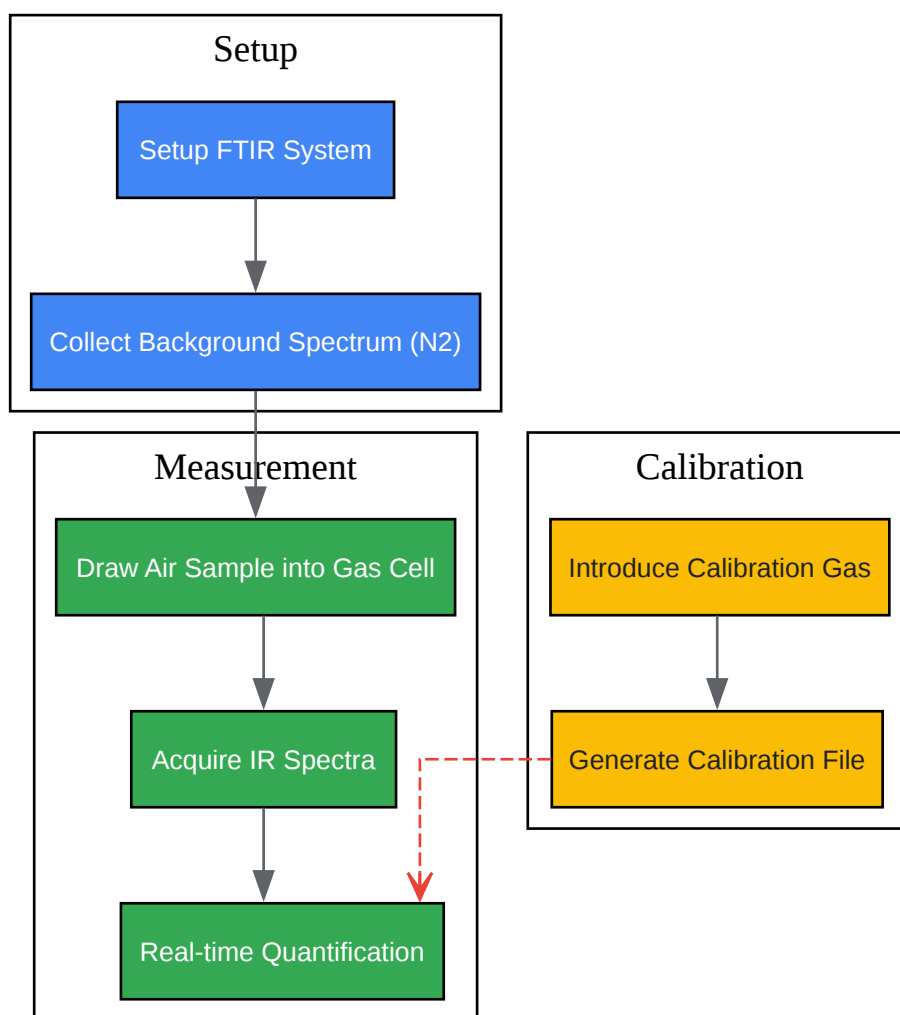 Setup
Setup FTIR System
Collect Background Spectrum (N2)
Measurement
Draw Air Sample into Gas Cell
Acquire IR Spectra
Real-time Quantification
Calibration
Introduce Calibration Gas
Generate Calibration File